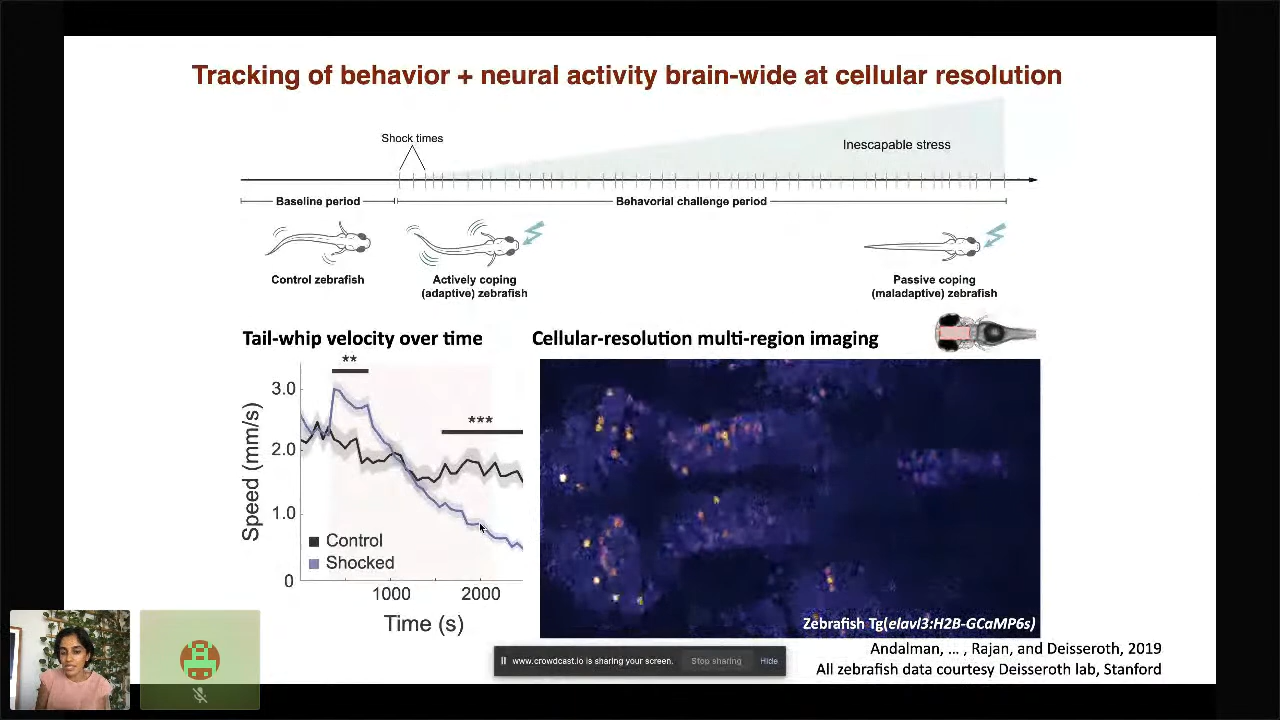 Tracking of behavior + neural activity brain-wide at cellular resolution
Shock times
Inescapable stress
Baseline period
Behavorial challenge period
Control zebrafish
Actively coping
(adaptive) zebrafish
Passive coping
(maladaptive) zebrafish
Tail-whip velocity over time
Cellular-resolution multi-region imaging
**
***
3.0
2.0
1.0
0
Speed (mm/s)
Control
Shocked
1000
2000
Time (s)
Zebrafish Tg(elavl3:H2B-GCaMP6s)
Andalman, ... , Rajan, and Deisseroth, 2019
All zebrafish data courtesy Deisseroth lab, Stanford
www.crowdcast.io is sharing your screen.
Stop sharing
Hide